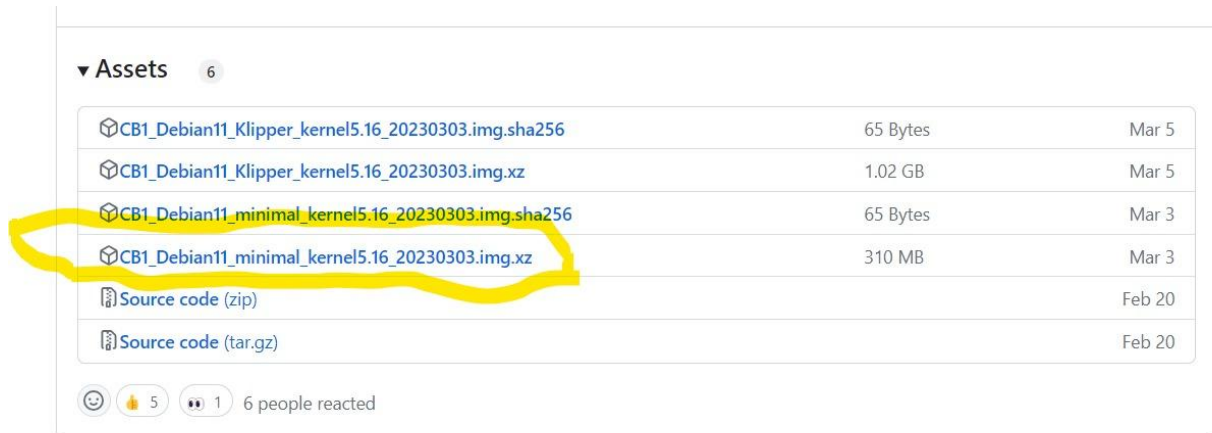 Assets 6
CB1_Debian11_Klipper_kernel5.16_20230303.img.sha256 65 Bytes Mar 5
CB1_Debian11_Klipper_kernel5.16_20230303.img.xz 1.02 GB Mar 5
CB1_Debian11_minimal_kernel5.16_20230303.img.sha256 65 Bytes Mar 3
CB1_Debian11_minimal_kernel5.16_20230303.img.xz 310 MB Mar 3
Source code (zip) Feb 20
Source code (tar.gz) Feb 20
5 1 6 people reacted